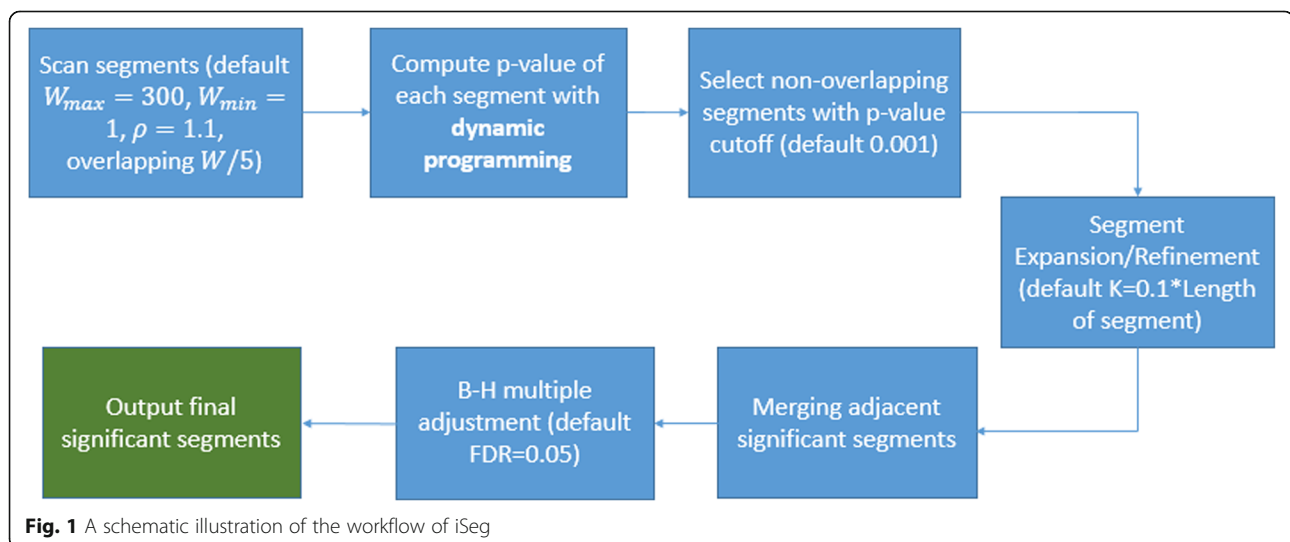 Scan segments (default
W_max = 300, W_min =
1, ρ = 1.1,
overlapping W/5)
Compute p-value of
each segment with
dynamic
programming
Select non-overlapping
segments with p-value
cutoff (default 0.001)
Segment
Expansion/Refinement
(default K=0.1*Length
of segment)
Merging adjacent
significant segments
B-H multiple
adjustment (default
FDR=0.05)
Output final
significant segments
Fig. 1 A schematic illustration of the workflow of iSeg